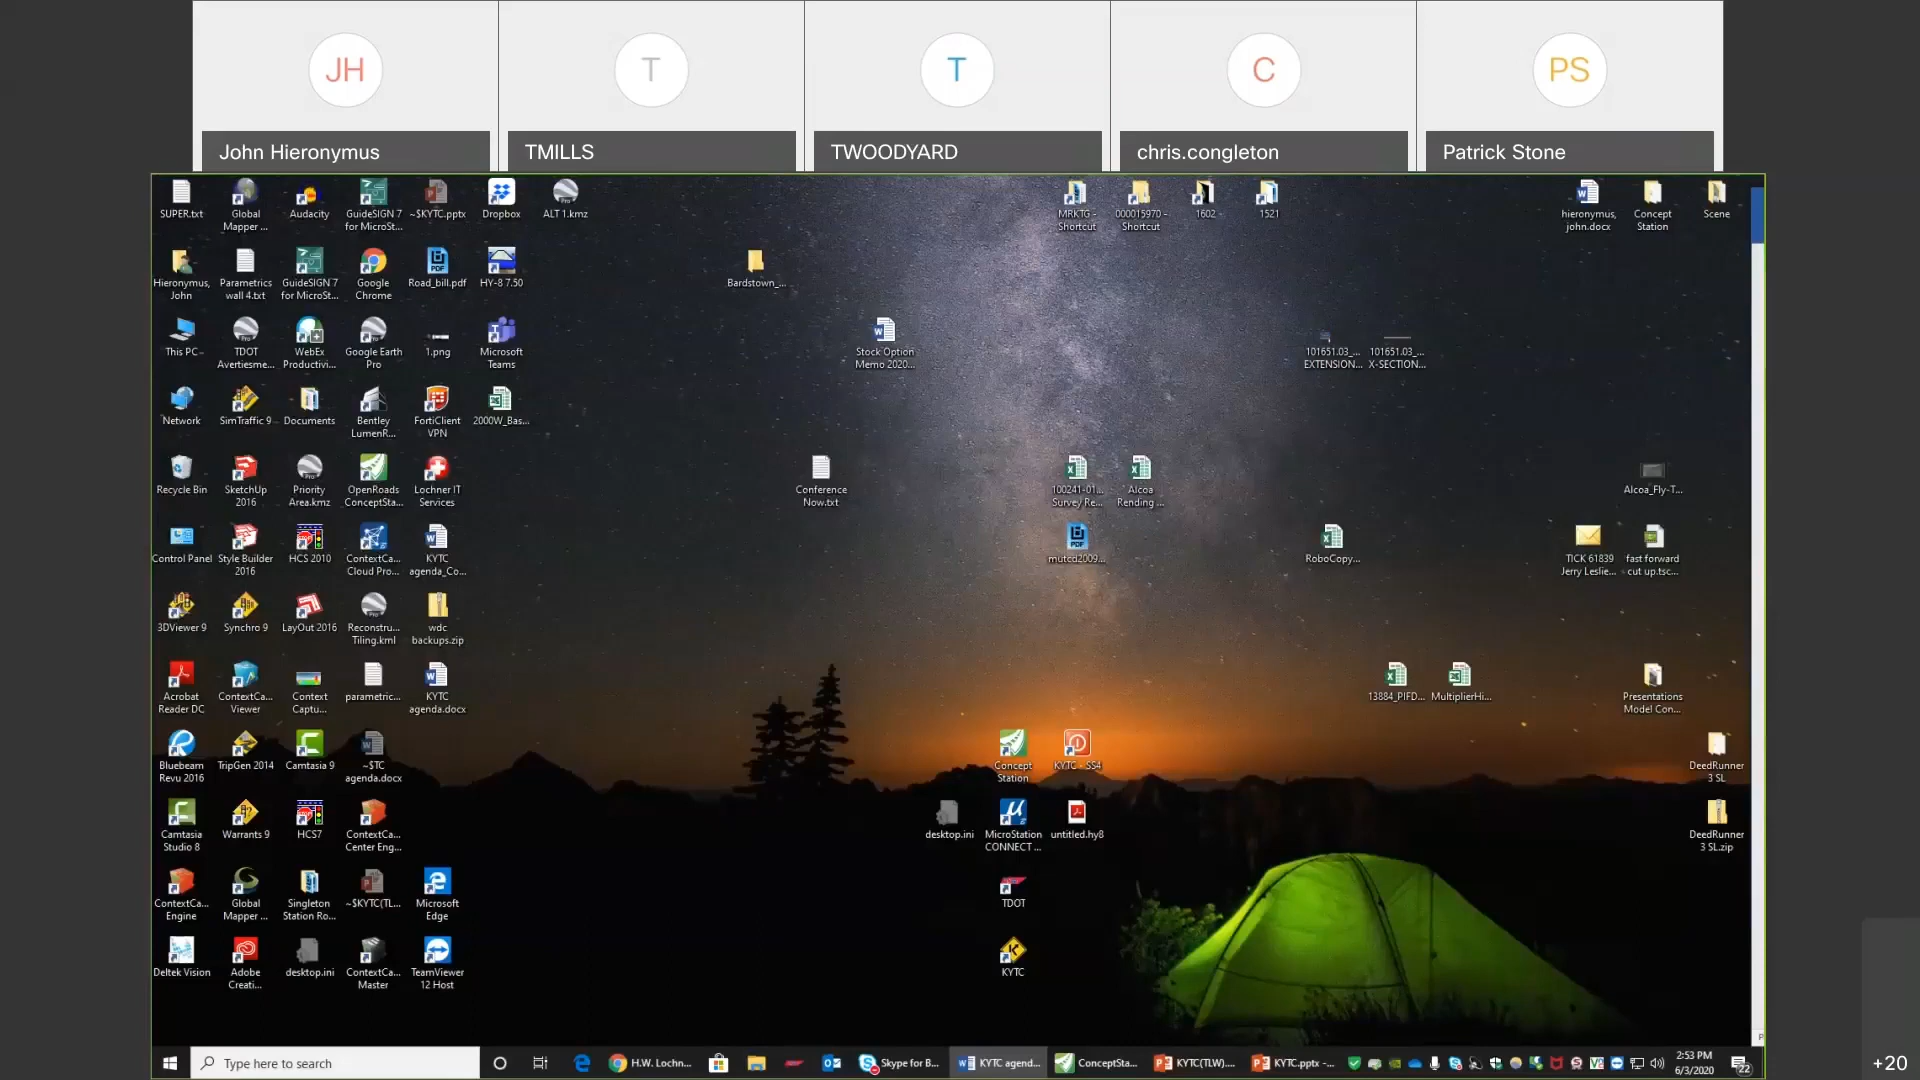 JH
T
T
C
PS
John Hieronymus
TMILLS
TWOODYARD
chris.congleton
Patrick Stone
SUPER.txt
Global
Mapper ...
Audacity
GuideSIGN 7
for MicroSt...
~$KYTC.pptx
Dropbox
ALT 1.kmz
MRKTG -
Shortcut
000015970 -
Shortcut
1602 -
1521
hieronymus,
john.docx
Concept
Station
Scene
Hieronymus,
John
Parametrics
wall 4.txt
GuideSIGN 7
for MicroSt...
Google
Chrome
Road_bill.pdf
HY-8 7.50
Bardstown_...
This PC
TDOT
Avertiesme...
WebEx
Productivi...
Google Earth
Pro
1.png
Microsoft
Teams
Stock Option
Memo 2020...
101651.03_...
EXTENSION...
101651.03_...
X-SECTION...
Network
SimTraffic 9
Documents
Bentley
LumenR...
FortiClient
VPN
2000W_Bas...
Recycle Bin
SketchUp
2016
Priority
Area.kmz
OpenRoads
ConceptSta...
Lochner IT
Services
Conference
Now.txt
100241-01...
Survey Re...
Alcoa
Rending ...
Alcoa_Fly-T...
Control Panel
Style Builder
2016
HCS 2010
ContextCa...
Cloud Pro...
KYTC
agenda_Co...
mutcd2009...
RoboCopy...
TICK 61839
Jerry Leslie...
fast forward
cut up.tsc...
3DViewer 9
Synchro 9
LayOut 2016
Reconstru...
Tiling.kml
wdc
backups.zip
Acrobat
Reader DC
ContextCa...
Viewer
Context
Captu...
parametric...
KYTC
agenda.docx
13884_PIFD...
MultiplierHi...
Presentations
Model Con...
Bluebeam
Revu 2016
TripGen 2014
Camtasia 9
~$TC
agenda.docx
Concept
Station
KYTC - SS4
DeedRunner
3 SL
Camtasia
Studio 8
Warrants 9
HCS7
ContextCa...
Center Eng...
desktop.ini
MicroStation
CONNECT ...
untitled.hy8
DeedRunner
3 SL.zip
ContextCa...
Engine
Global
Mapper ...
Singleton
Station Ro...
~$KYTC(TL...
Microsoft
Edge
TDOT
Deltek Vision
Adobe
Creati...
desktop.ini
ContextCa...
Master
TeamViewer
12 Host
KYTC
Type here to search
H.W. Lochn...
Skype for B...
KYTC agend...
ConceptSta...
KYTC(TLW)....
KYTC.pptx -...
2:53 PM
6/3/2020
22
+20